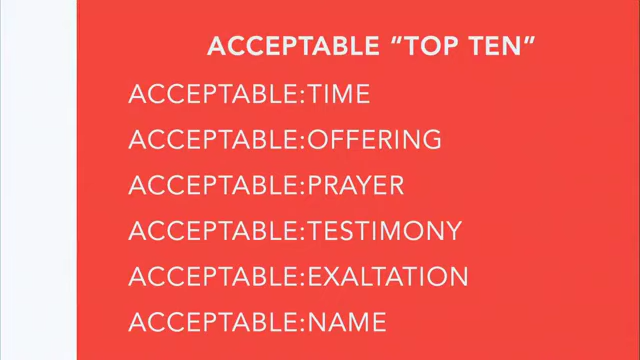 ACCEPTABLE “TOP TEN”
ACCEPTABLE:TIME
ACCEPTABLE:OFFERING
ACCEPTABLE:PRAYER
ACCEPTABLE:TESTIMONY
ACCEPTABLE:EXALTATION
ACCEPTABLE:NAME